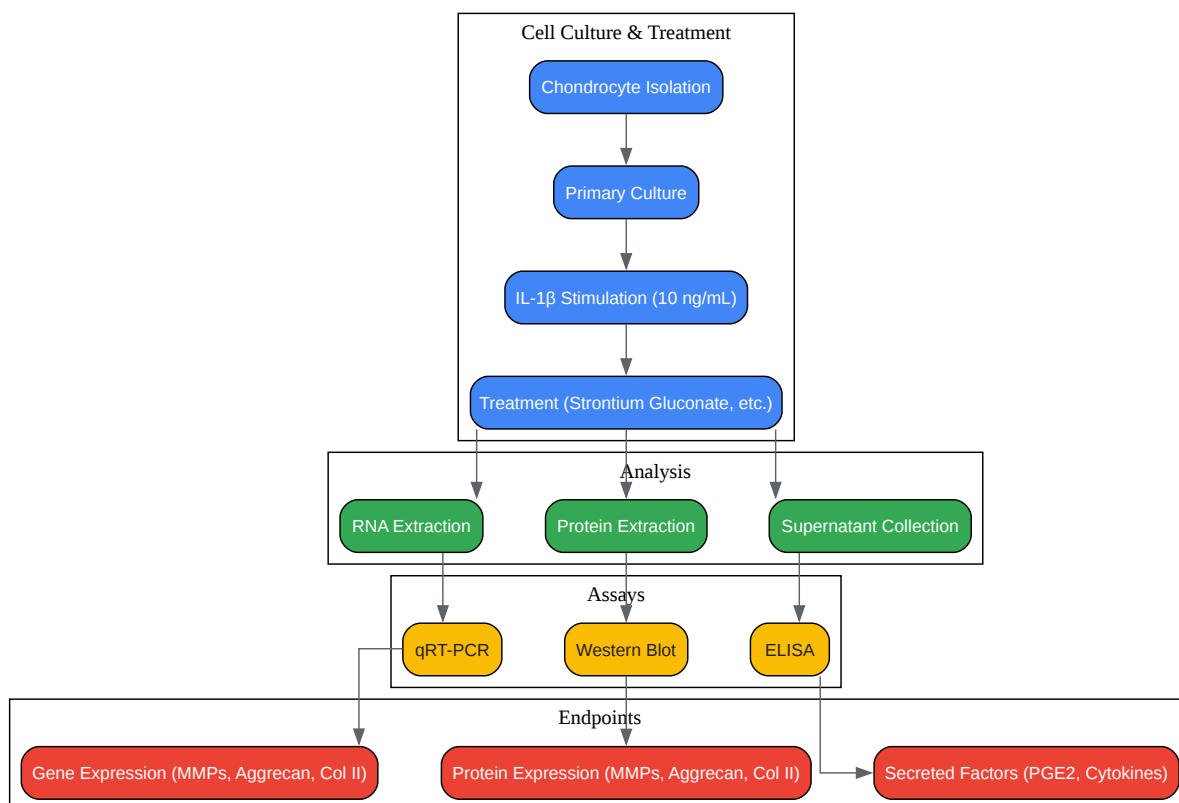 Cell Culture & Treatment
Chondrocyte Isolation
Primary Culture
IL-1β Stimulation (10 ng/mL)
Treatment (Strontium Gluconate, etc.)
Analysis
RNA Extraction
Protein Extraction
Supernatant Collection
Assays
qRT-PCR
Western Blot
ELISA
Endpoints
Gene Expression (MMPs, Aggrecan, Col II)
Protein Expression (MMPs, Aggrecan, Col II)
Secreted Factors (PGE2, Cytokines)